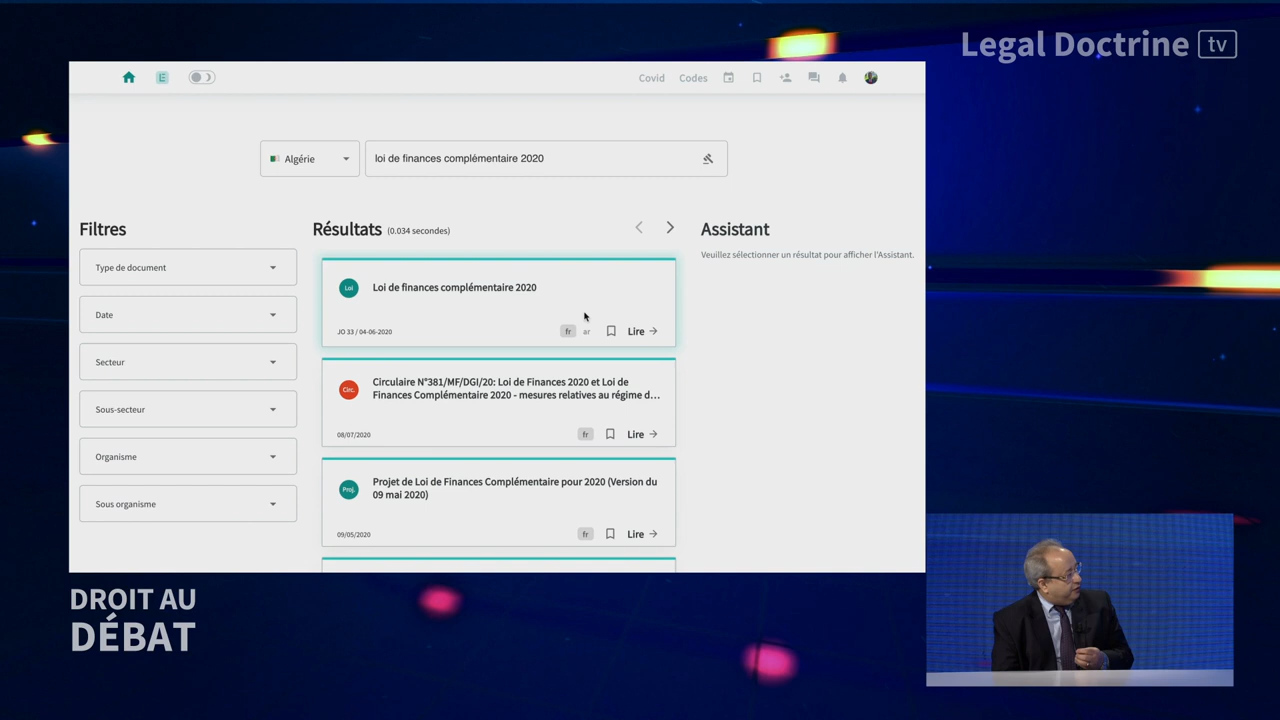 Legal Doctrine tv
Covid
Codes
Algérie
loi de finances complémentaire 2020
Filtres
Type de document
Date
Secteur
Sous-secteur
Organisme
Sous organisme
Résultats (0.034 secondes)
Loi
Loi de finances complémentaire 2020
JO 33 / 04-06-2020
fr
ar
Lire
Circ.
Circulaire N°381/MF/DGI/20: Loi de Finances 2020 et Loi de
Finances Complémentaire 2020 - mesures relatives au régime d...
08/07/2020
fr
Lire
Proj.
Projet de Loi de Finances Complémentaire pour 2020 (Version du
09 mai 2020)
09/05/2020
fr
Lire
Assistant
Veuillez sélectionner un résultat pour afficher l'Assistant.
DROIT AU
DÉBAT